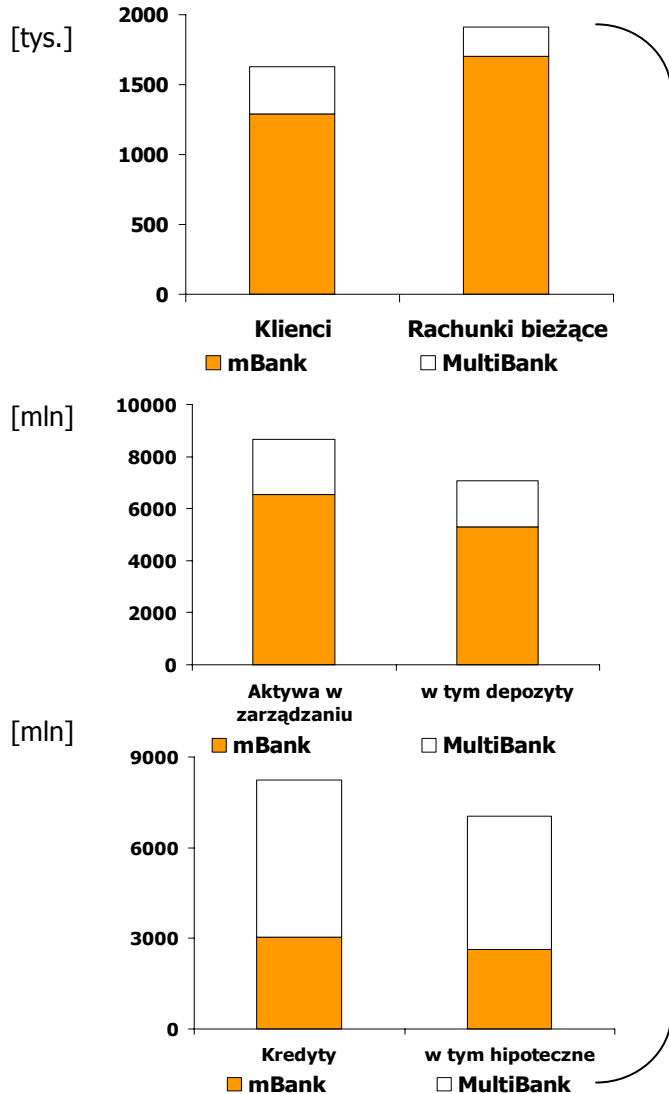 [tys.]
2000
1500
1000
500
0
Klienci Rachunki bieżące
mBank MultiBank
[mln]
10000
8000
6000
4000
2000
0
Aktywa w zarządzaniu w tym depozyty
mBank MultiBank
[mln]
9000
6000
3000
0
Kredyty w tym hipoteczne
mBank MultiBank